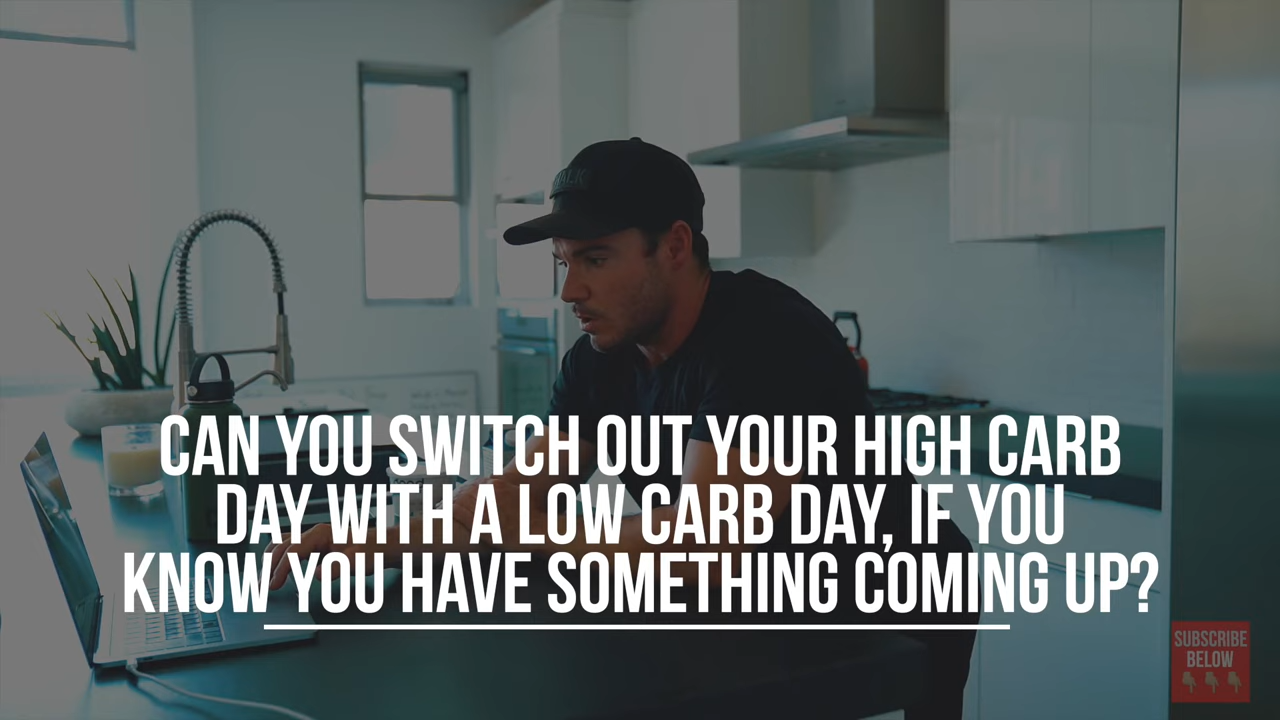 CAN YOU SWITCH OUT YOUR HIGH CARB
DAY WITH A LOW CARB DAY, IF YOU
KNOW YOU HAVE SOMETHING COMING UP?
SUBSCRIBE
BELOW